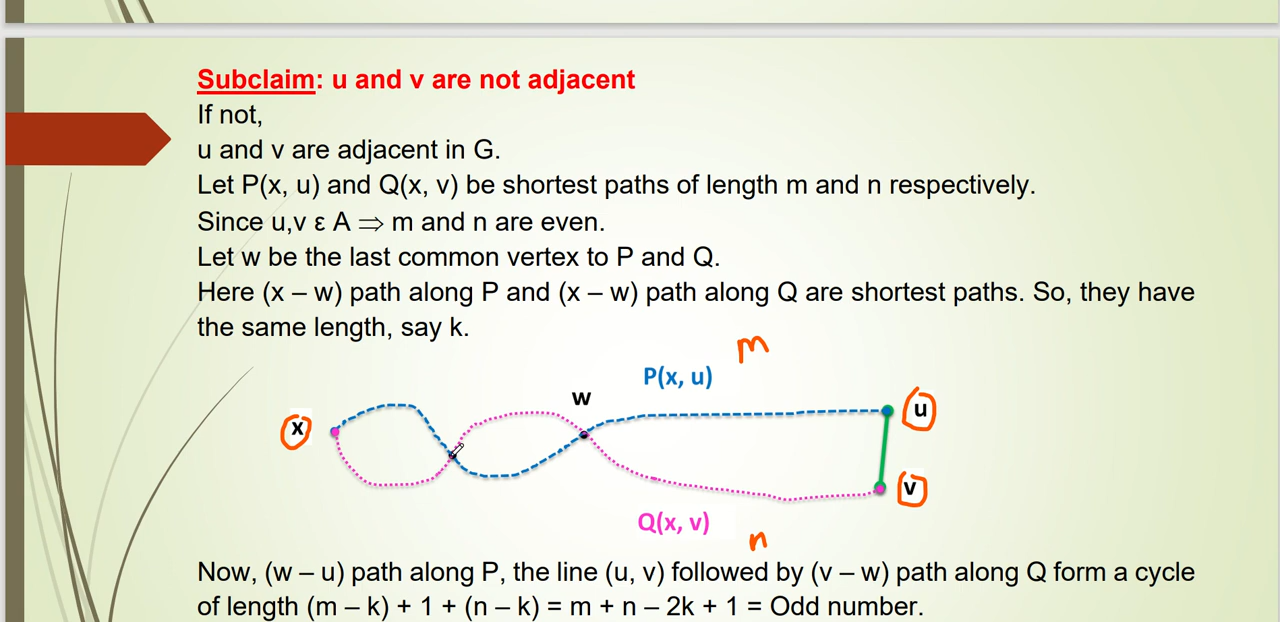 Subclaim: u and v are not adjacent
If not,
u and v are adjacent in G.
Let P(x, u) and Q(x, v) be shortest paths of length m and n respectively.
Since u,v ε A ⇒ m and n are even.
Let w be the last common vertex to P and Q.
Here (x – w) path along P and (x – w) path along Q are shortest paths. So, they have
the same length, say k.
m
P(x, u)
w
x
u
v
Q(x, v)
n
Now, (w – u) path along P, the line (u, v) followed by (v – w) path along Q form a cycle
of length (m – k) + 1 + (n – k) = m + n – 2k + 1 = Odd number.